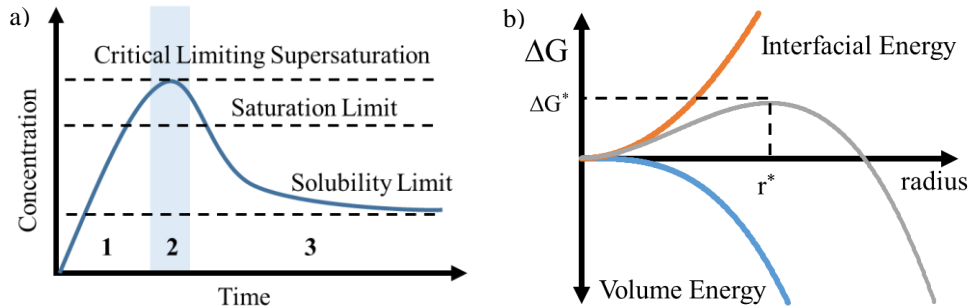 a)
Critical Limiting Supersaturation
Saturation Limit
Solubility Limit
1
2
3
Concentration
Time
b)
ΔG
Interfacial Energy
ΔG*
r*
radius
Volume Energy